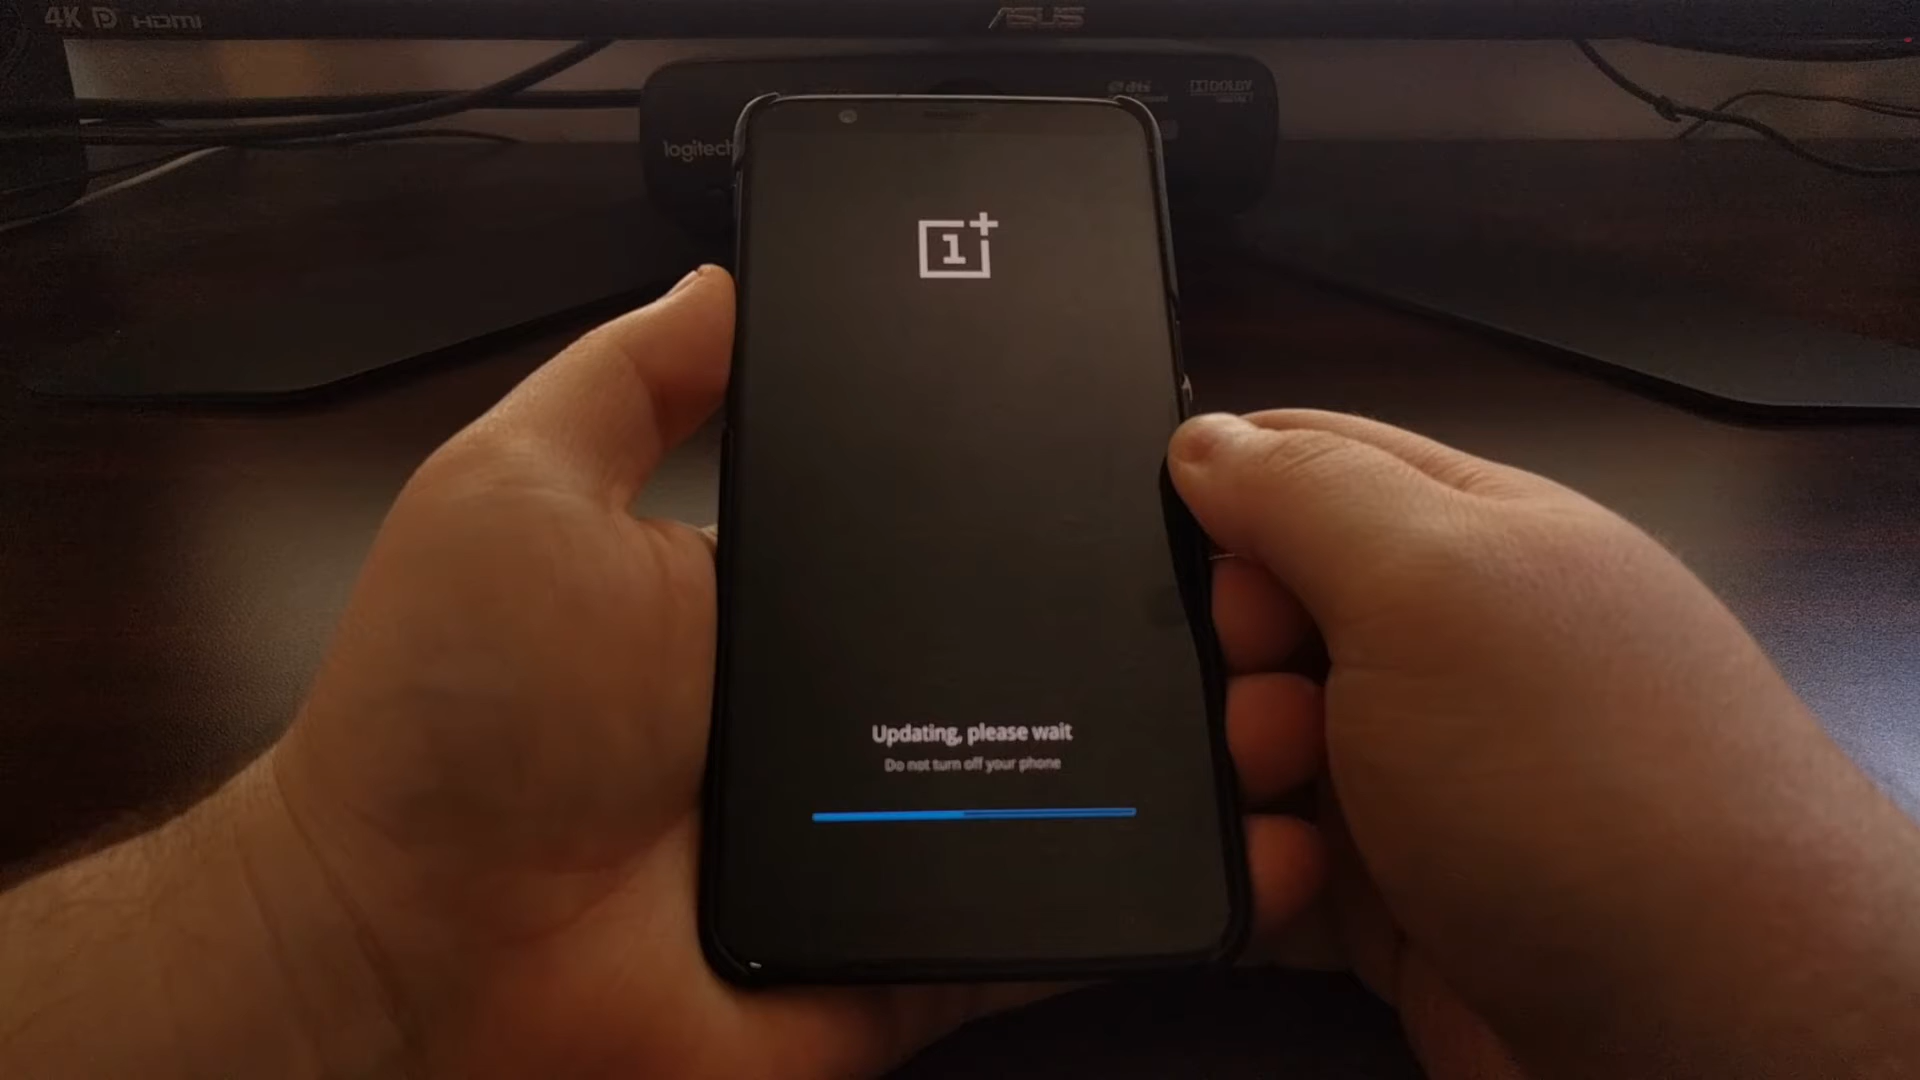 4K HDMI
ASUS
dts
DOLBY
logitech
1+
Updating, please wait
Do not turn off your phone